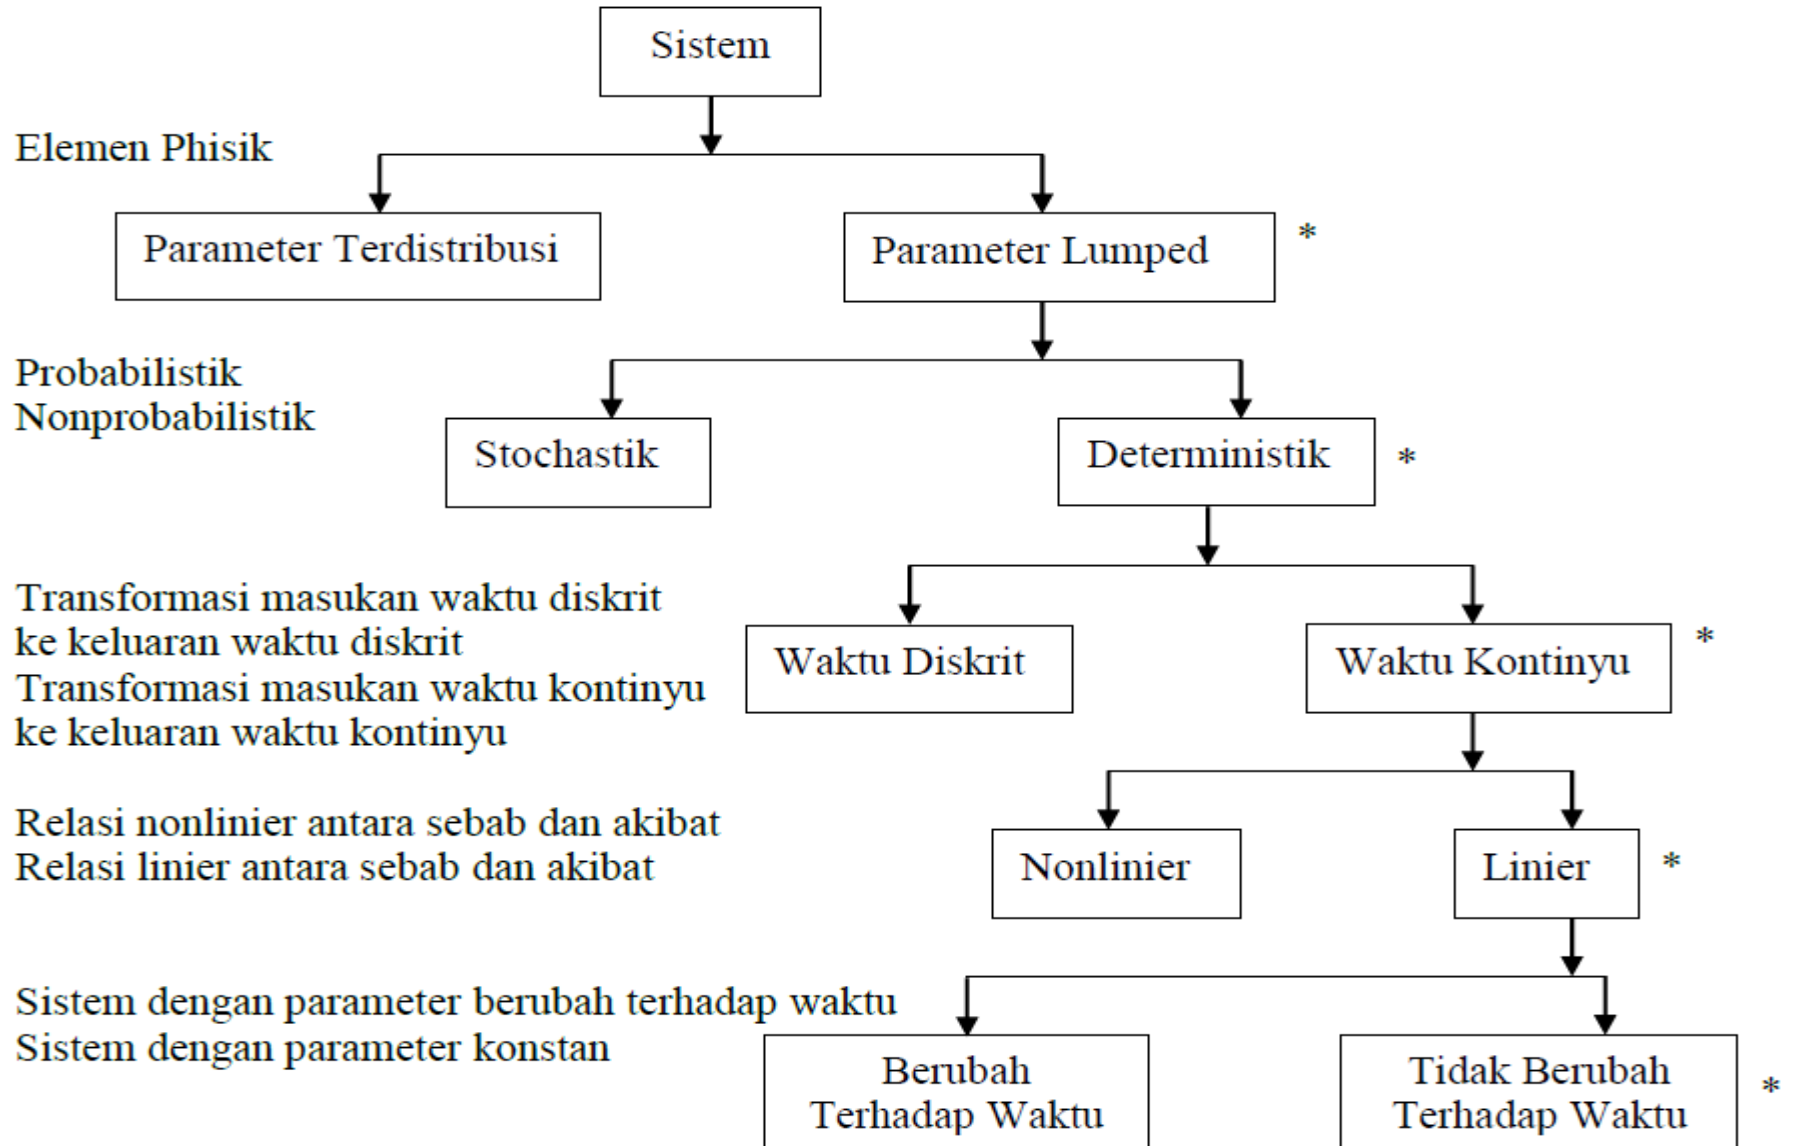 Sistem
Elemen Phisik
Parameter Terdistribusi
Parameter Lumped
*
Probabilistik
Nonprobabilistik
Stochastik
Deterministik
*
Transformasi masukan waktu diskrit
ke keluaran waktu diskrit
Transformasi masukan waktu kontinyu
ke keluaran waktu kontinyu
Waktu Diskrit
Waktu Kontinyu
*
Relasi nonlinier antara sebab dan akibat
Relasi linier antara sebab dan akibat
Nonlinier
Linier
*
Sistem dengan parameter berubah terhadap waktu
Sistem dengan parameter konstan
Berubah
Terhadap Waktu
Tidak Berubah
Terhadap Waktu
*